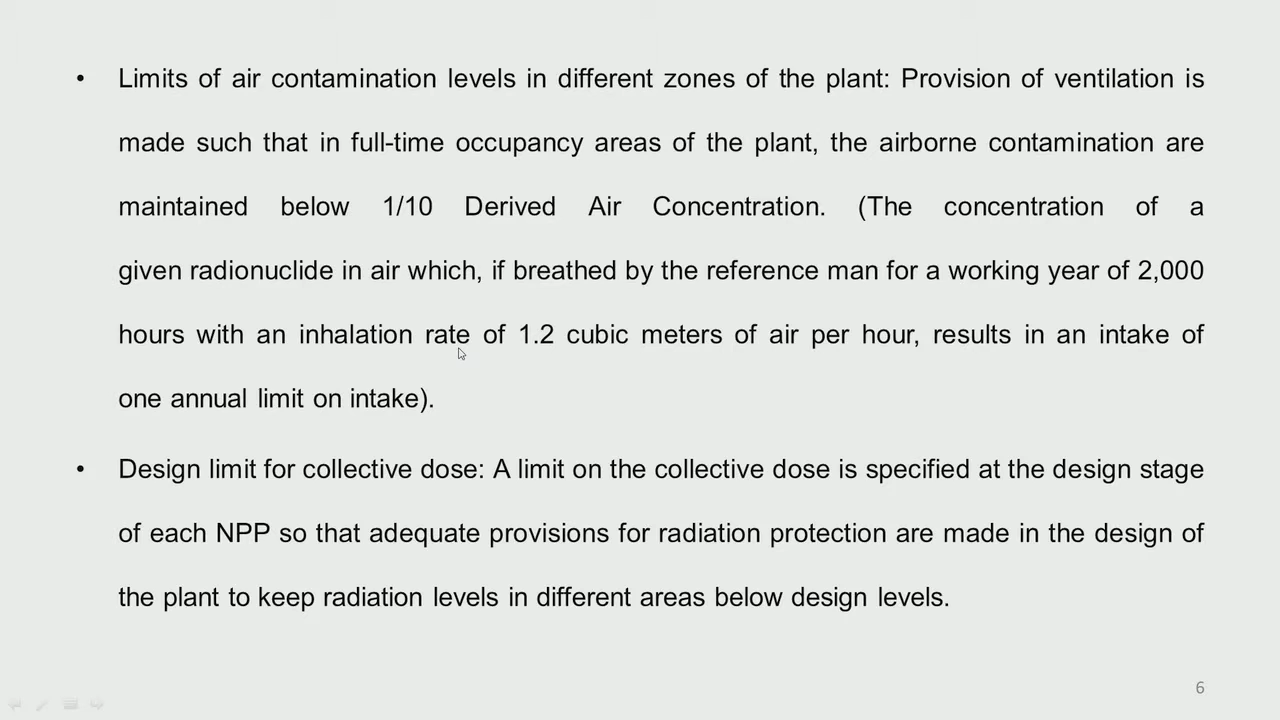 • Limits of air contamination levels in different zones of the plant: Provision of ventilation is
made such that in full-time occupancy areas of the plant, the airborne contamination are
maintained below 1/10 Derived Air Concentration. (The concentration of a
given radionuclide in air which, if breathed by the reference man for a working year of 2,000
hours with an inhalation rate of 1.2 cubic meters of air per hour, results in an intake of
one annual limit on intake).
• Design limit for collective dose: A limit on the collective dose is specified at the design stage
of each NPP so that adequate provisions for radiation protection are made in the design of
the plant to keep radiation levels in different areas below design levels.
6